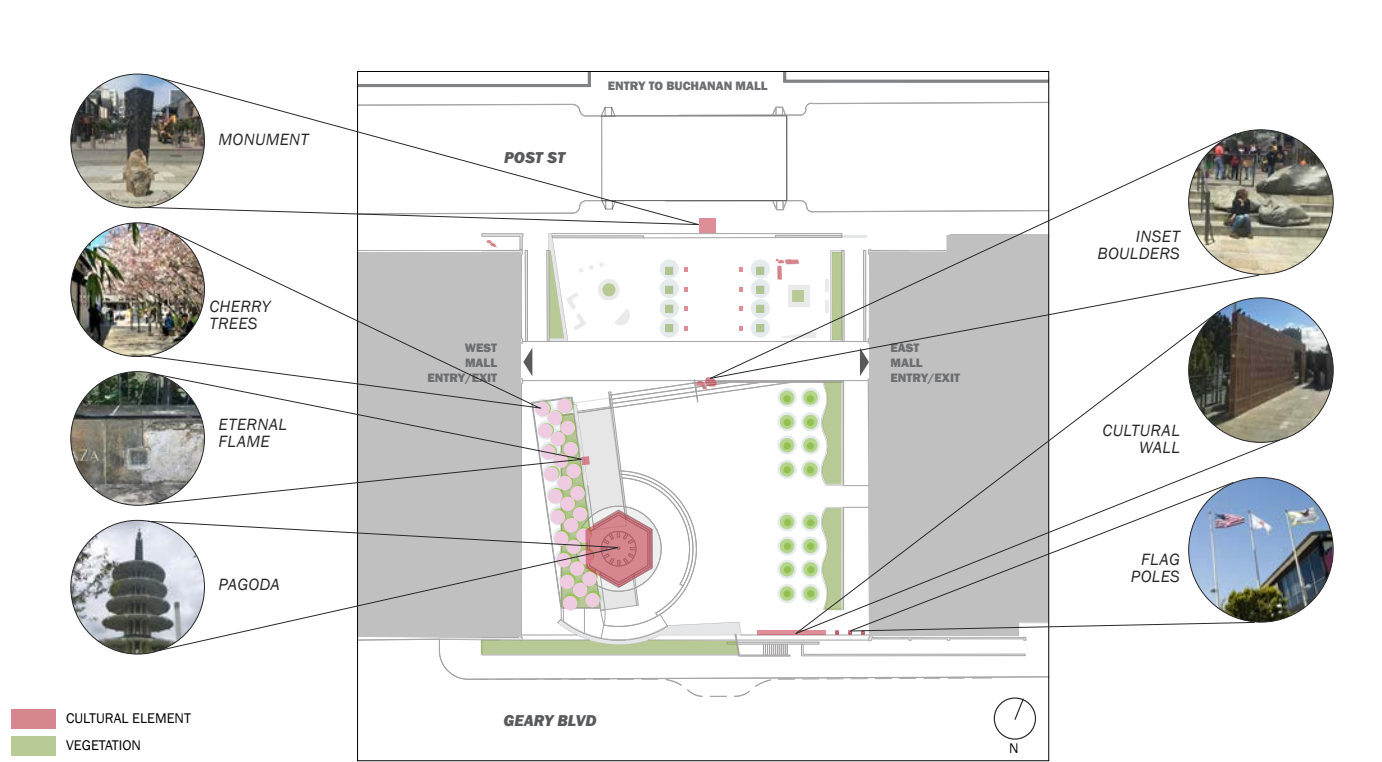 ENTRY TO BUCHANAN MALL
MONUMENT
POST ST
INSET
BOULDERS
CHERRY
TREES
WEST
MALL
ENTRY/EXIT
EAST
MALL
ENTRY/EXIT
ETERNAL
FLAME
CULTURAL
WALL
PAGODA
FLAG
POLES
CULTURAL ELEMENT
VEGETATION
GEARY BLVD
N